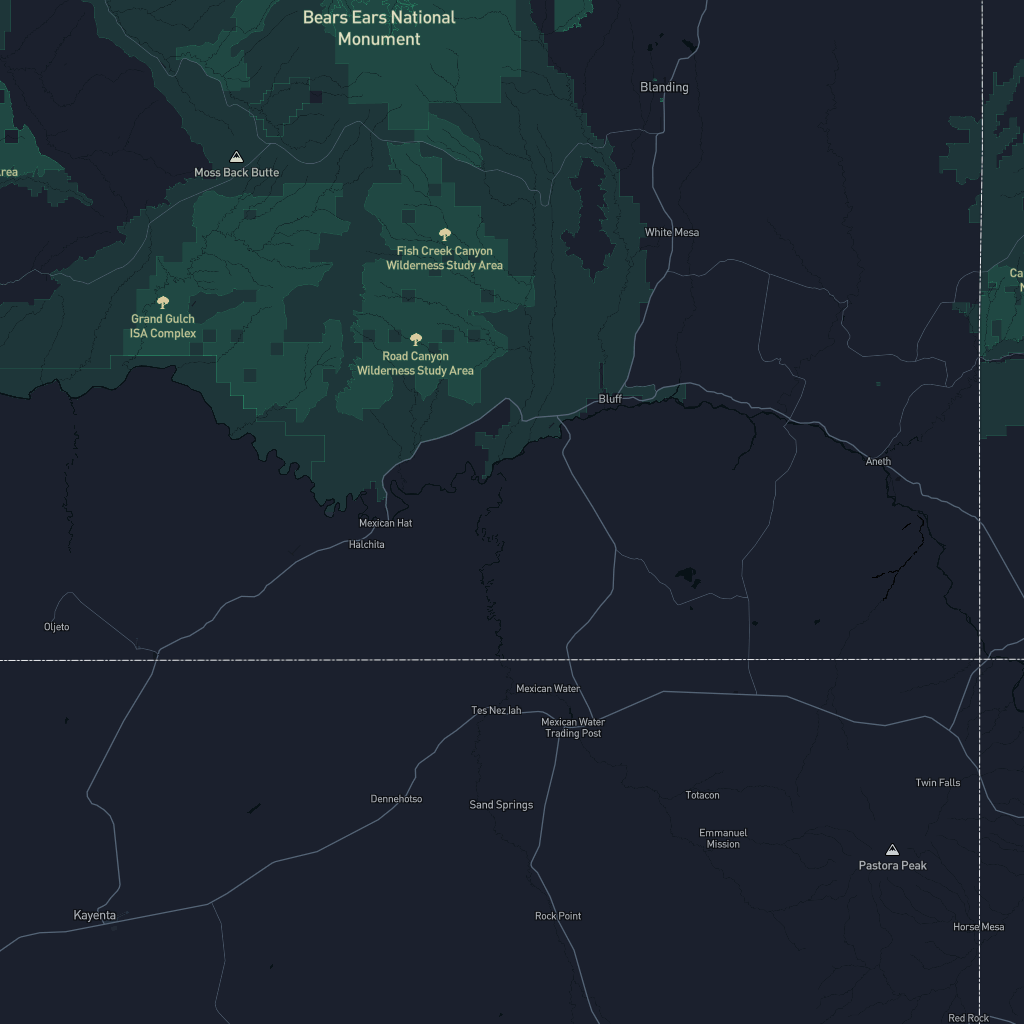 Bears Ears National
Monument
Blanding
Moss Back Butte
White Mesa
Fish Creek Canyon
Wilderness Study Area
Grand Gulch
ISA Complex
Road Canyon
Wilderness Study Area
Bluff
Aneth
Mexican Hat
Halchita
Oljeto
Mexican Water
Tes Nez Iah
Mexican Water
Trading Post
Twin Falls
Dennehotso
Sand Springs
Totacon
Emmanuel
Mission
Pastora Peak
Kayenta
Rock Point
Horse Mesa
Red Rock